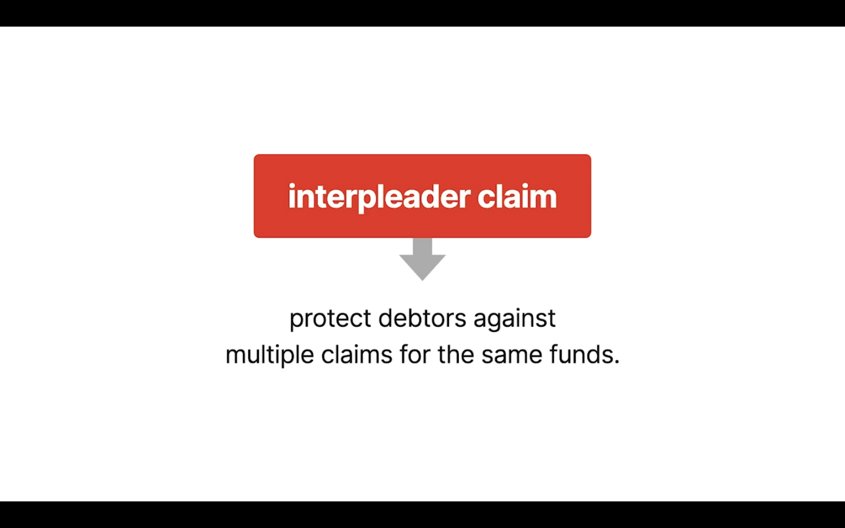 interpleader claim
protect debtors against
multiple claims for the same funds.